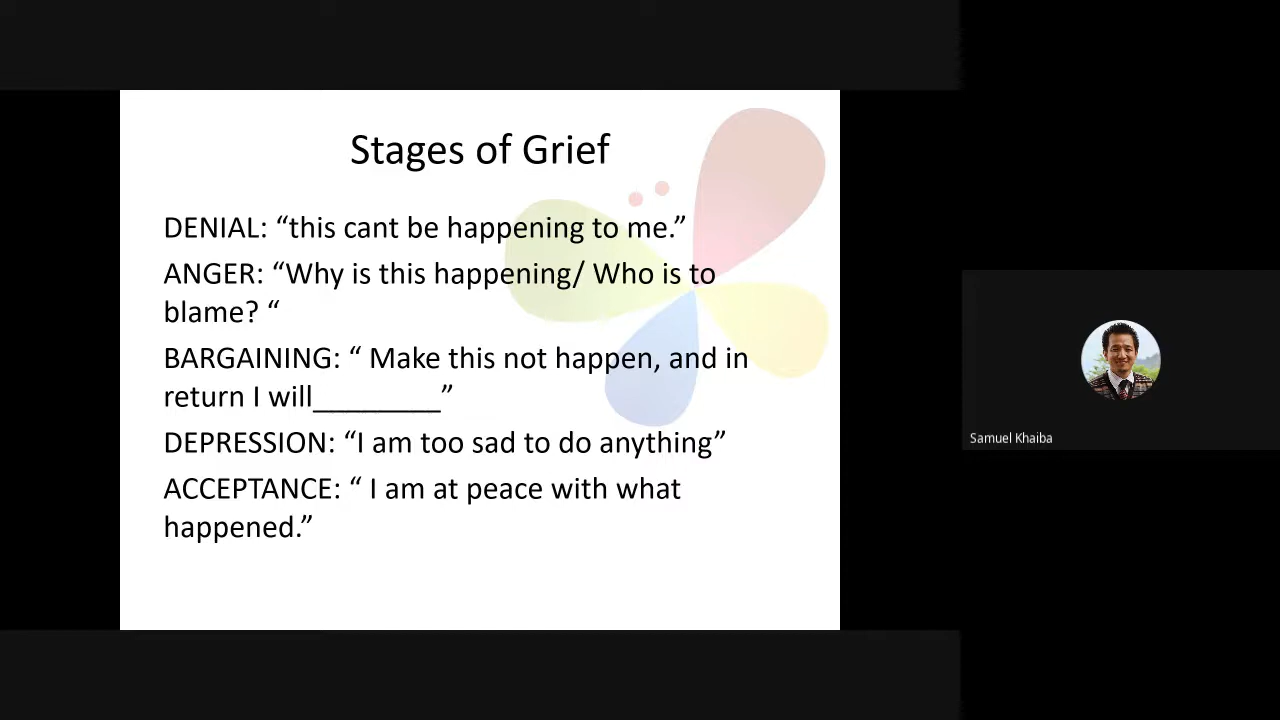 Stages of Grief
DENIAL: “this cant be happening to me.”
ANGER: “Why is this happening/ Who is to
blame? “
BARGAINING: “ Make this not happen, and in
return I will________”
DEPRESSION: “I am too sad to do anything”
ACCEPTANCE: “ I am at peace with what
happened.”
Samuel Khaiba